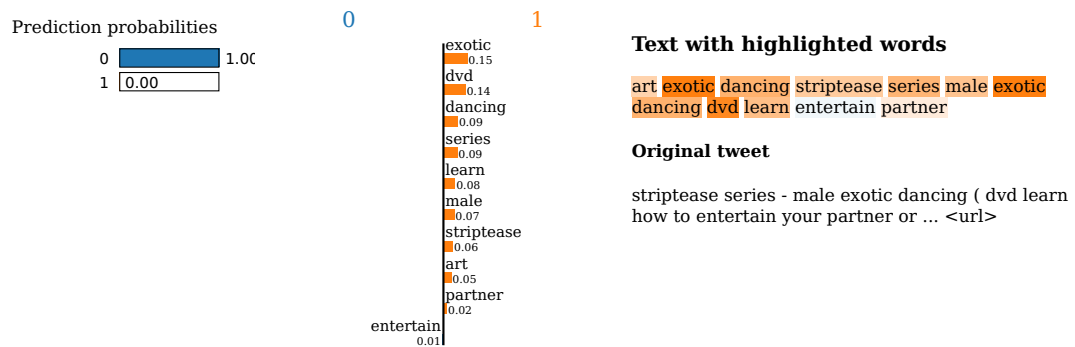 Prediction probabilities
0 1.00
1 0.00
0 1
exotic
0.15
dvd
0.14
dancing
0.09
series
0.09
learn
0.08
male
0.07
striptease
0.06
art
0.05
partner
0.02
entertain
0.01
Text with highlighted words
art exotic dancing striptease series male exotic
dancing dvd learn entertain partner
Original tweet
striptease series - male exotic dancing ( dvd learn
how to entertain your partner or ... <url>